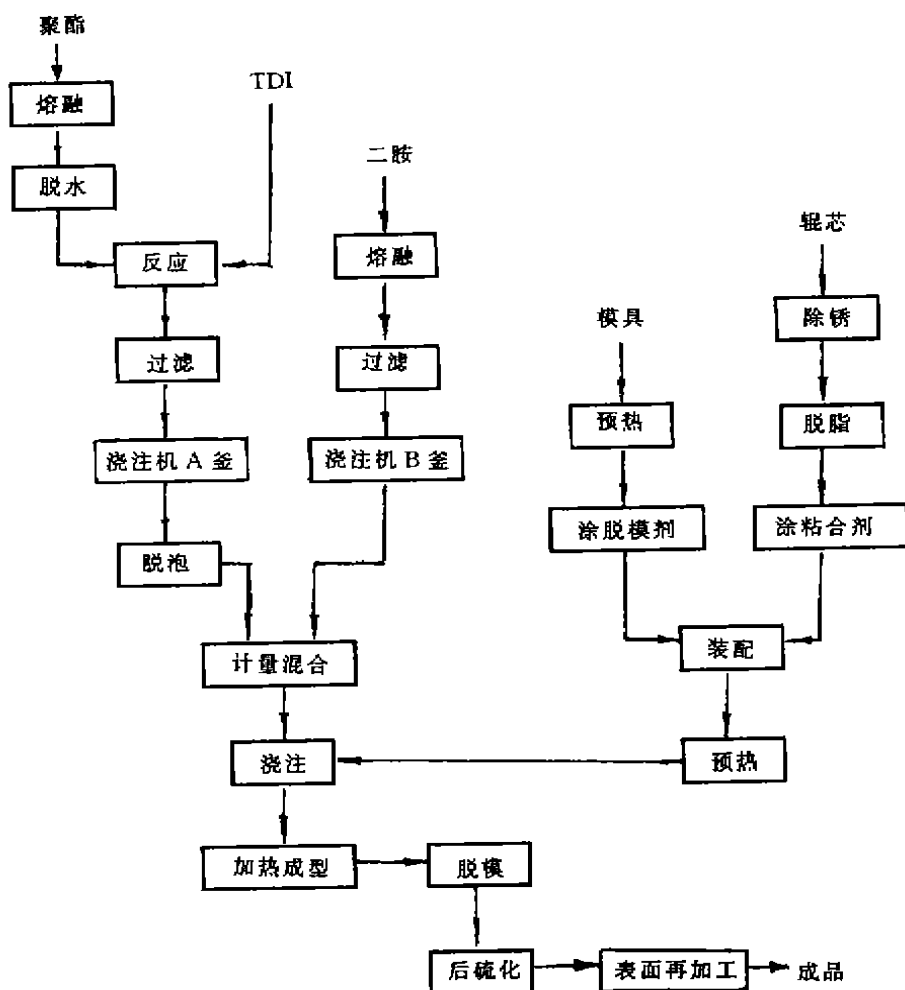 聚酯
TDI
熔融
二胺
脱水
辊芯
反应
熔融
模具
除锈
过滤
过滤
预热
脱脂
浇注机A釜
浇注机B釜
涂脱模剂
涂粘合剂
脱泡
计量混合
装配
浇注
预热
加热成型
脱模
后硫化
表面再加工
成品